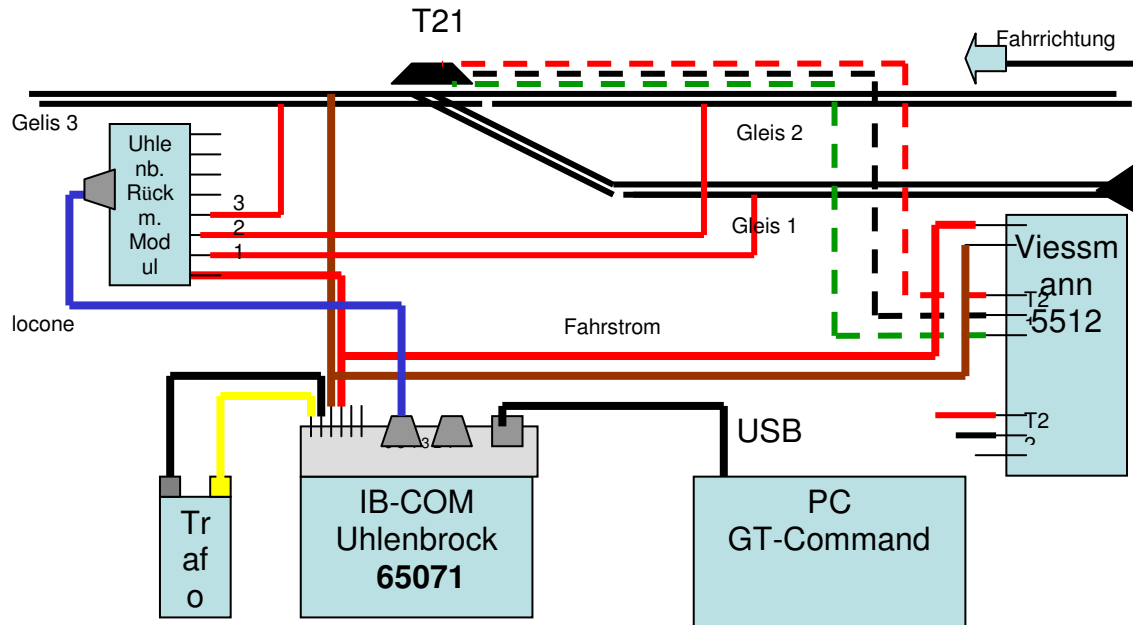 T21
Fahrrichtung
Gelis 3
Gleis 2
Uhle
nb.
Rück
m.
Mod
ul
3
2
1
Gleis 1
Viessm
ann
5512
T2
1
locone
Fahrstrom
T2
USB
Tr
af
o
IB-COM
Uhlenbrock
65071
PC
GT-Command